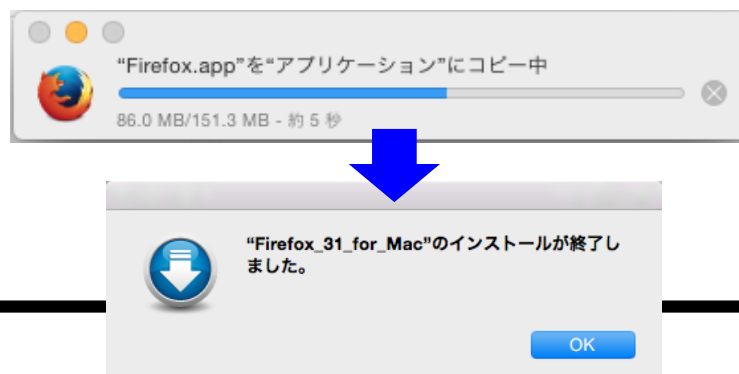 “Firefox.app”を“アプリケーション”にコピー中
86.0 MB/151.3 MB - 約 5 秒
“Firefox_31_for_Mac”のインストールが終了し
ました。
OK